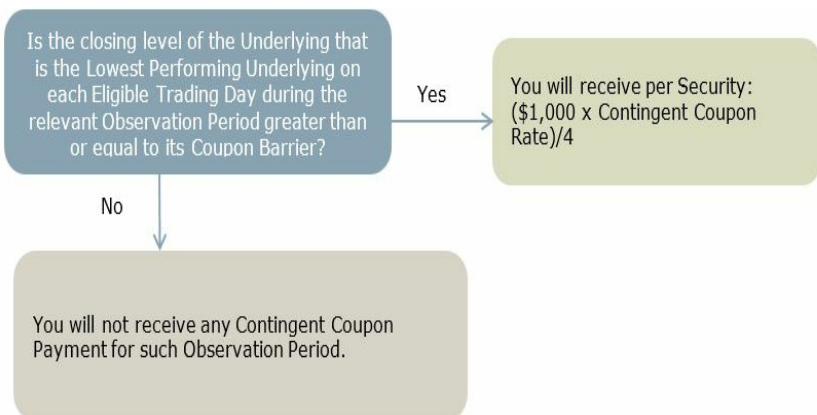 Is the closing level of the Underlying that
is the Lowest Performing Underlying on
each Eligible Trading Day during the
relevant Observation Period greater than
or equal to its Coupon Barrier?
Yes
You will receive per Security:
($1,000 x Contingent Coupon
Rate)/4
No
You will not receive any Contingent Coupon
Payment for such Observation Period.